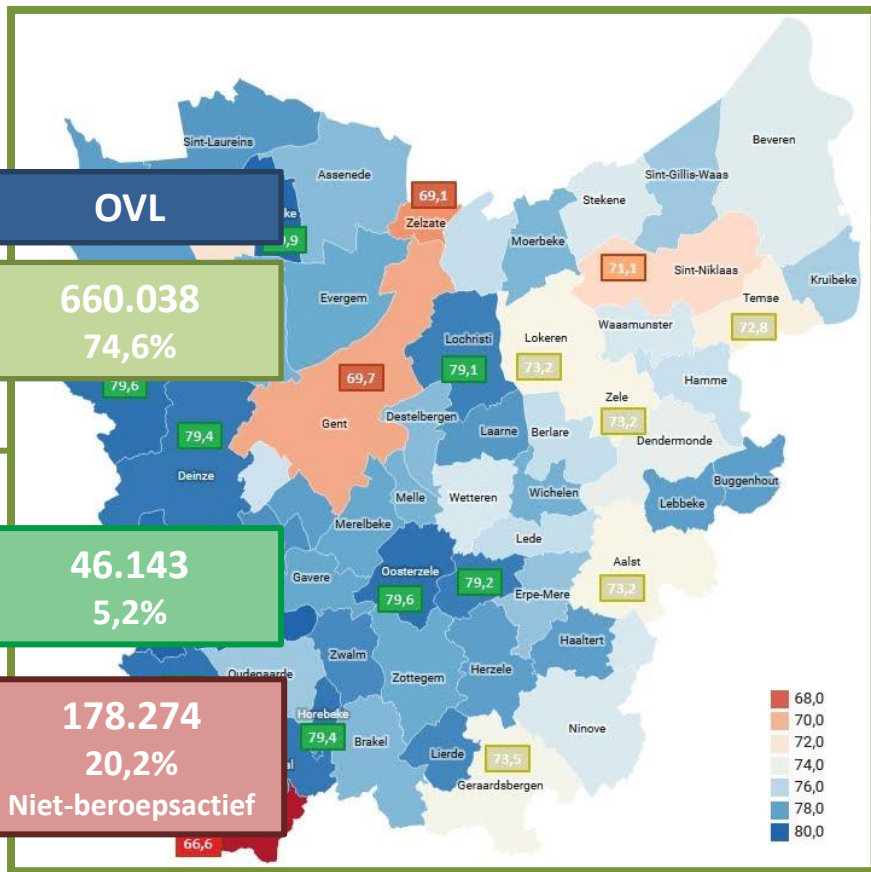 Beveren
Sint-Laureins
Assenede
Sint-Gillis-Waas
69,1
Stekene
OVL
ke
Zelzate
,9
Moerbeke
71,1
Sint-Niklaas
Kruibeke
Evergem
Temse
660.038
74,6%
Lochristi
Lokeren
Waasmunster
72,8
79,1
73,2
79,6
69,7
Hamme
Zele
73,2
Gent
Destelbergen
79,4
Laarne
Berlare
Dendermonde
Deinze
Buggenhout
Melle
Wetteren
Wichelen
Lebbeke
Merelbeke
Lede
46.143
5,2%
Aalst
Oosterzele
Gavere
79,2
73,2
79,6
Erpe-Mere
Haaltert
Zwalm
Oudenaarde
Zottegem
Herzele
178.274
20,2%
Niet-beroepsactief
Horebeke
79,4
Ninove
Brakel
Lierde
73,5
al
Geraardsbergen
66,6
68,0
70,0
72,0
74,0
76,0
78,0
80,0